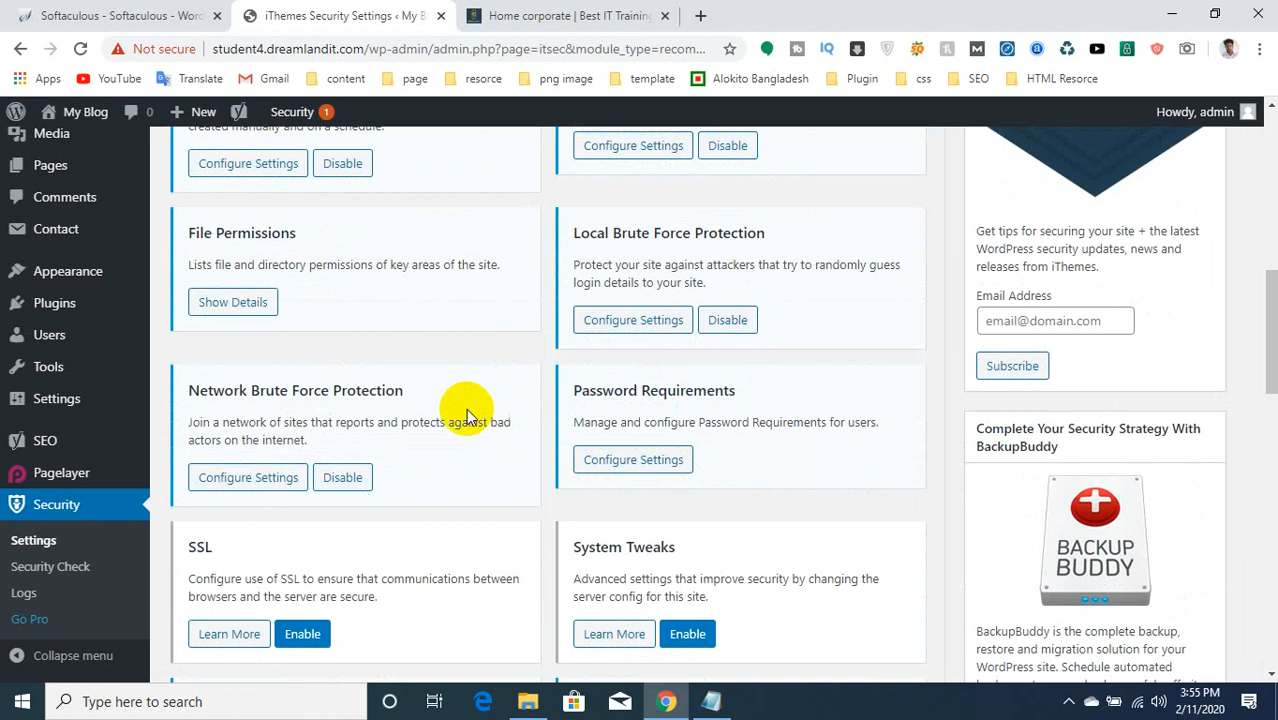 Softaculous - Softaculous - Wor
iThemes Security Settings ‹ My B
Home corporate | Best IT Training
Not secure
student4.dreamlandit.com/wp-admin/admin.php?page=itsec&module_type=recom...
Apps
YouTube
Translate
Gmail
content
page
resorce
png image
template
Alokito Bangladesh
Plugin
css
SEO
HTML Resorce
My Blog
0
New
Security 1
Howdy, admin
Media
Pages
Comments
Contact
Appearance
Plugins
Users
Tools
Settings
SEO
Pagelayer
Security
Settings
Security Check
Logs
Go Pro
Collapse menu
created manually and on a schedule.
Configure Settings
Disable
Configure Settings
Disable
File Permissions
Lists file and directory permissions of key areas of the site.
Show Details
Local Brute Force Protection
Protect your site against attackers that try to randomly guess
login details to your site.
Configure Settings
Disable
Network Brute Force Protection
Join a network of sites that reports and protects against bad
actors on the internet.
Configure Settings
Disable
Password Requirements
Manage and configure Password Requirements for users.
Configure Settings
SSL
Configure use of SSL to ensure that communications between
browsers and the server are secure.
Learn More
Enable
System Tweaks
Advanced settings that improve security by changing the
server config for this site.
Learn More
Enable
Get tips for securing your site + the latest
WordPress security updates, news and
releases from iThemes.
Email Address
email@domain.com
Subscribe
Complete Your Security Strategy With
BackupBuddy
BACKUP
BUDDY
BackupBuddy is the complete backup,
restore and migration solution for your
WordPress site. Schedule automated
Type here to search
3:55 PM
2/11/2020